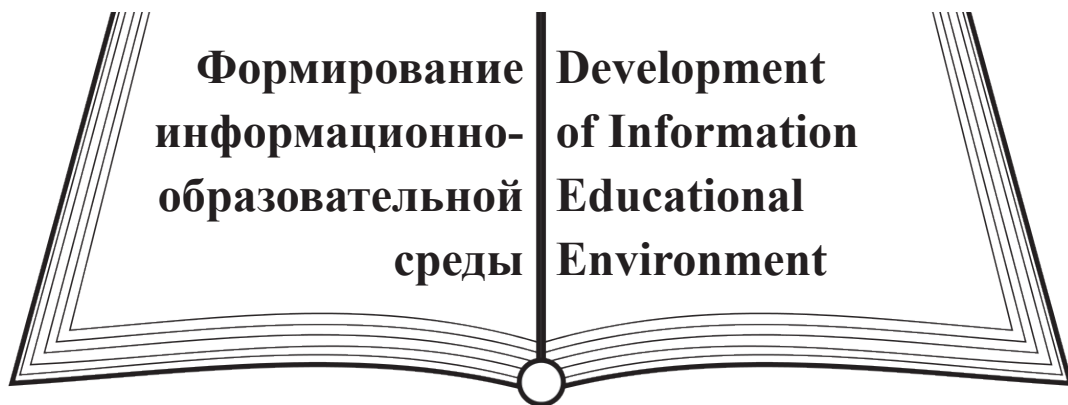 Формирование
информационно-
образовательной
среды
Development
of Information
Educational
Environment